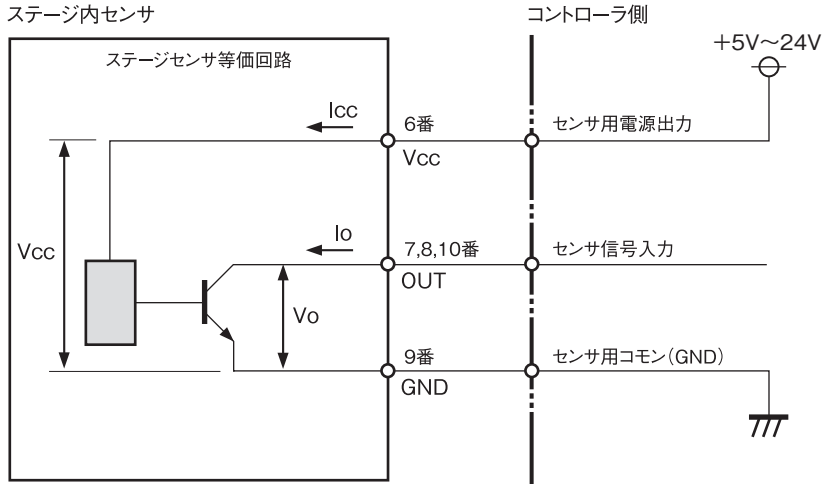 ステージ内センサ
コントローラ側
ステージセンサ等価回路
+5V～24V
Icc
6番
センサ用電源出力
Vcc
Vcc
Io
7,8,10番
センサ信号入力
OUT
Vo
9番
センサ用コモン(GND)
GND